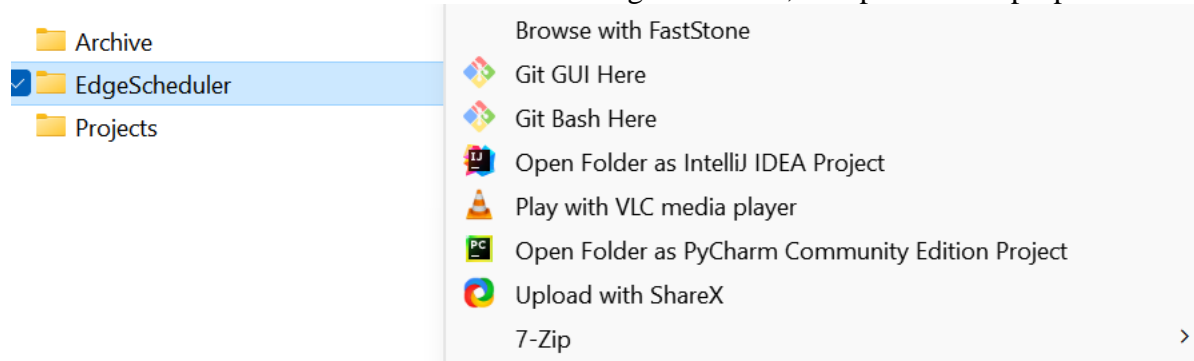 Archive
EdgeScheduler
Projects
Browse with FastStone
Git GUI Here
Git Bash Here
Open Folder as IntelliJ IDEA Project
Play with VLC media player
Open Folder as PyCharm Community Edition Project
Upload with ShareX
7-Zip